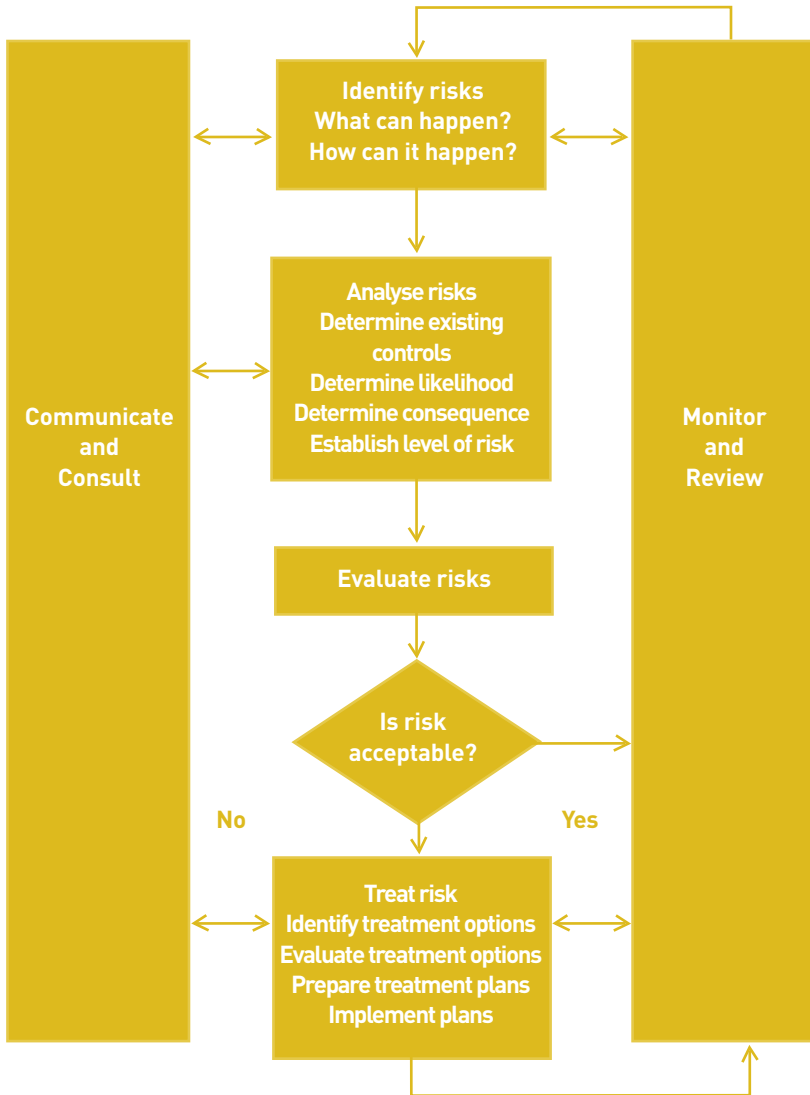 Identify risks
What can happen?
How can it happen?
Analyse risks
Determine existing
controls
Determine likelihood
Determine consequence
Establish level of risk
Communicate
and
Consult
Monitor
and
Review
Evaluate risks
Is risk
acceptable?
No
Yes
Treat risk
Identify treatment options
Evaluate treatment options
Prepare treatment plans
Implement plans